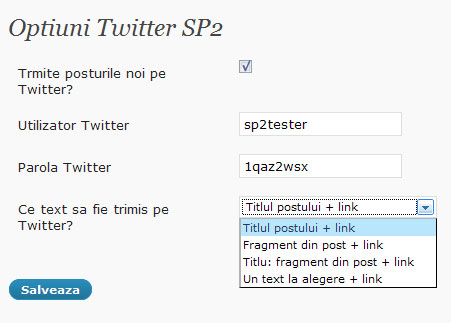 Optiuni Twitter SP2
Trmite posturile noi pe
Twitter?
Utilizator Twitter
sp2tester
Parola Twitter
1qaz2wsx
Ce text sa fie trimis pe
Twitter?
Titlul postului + link
Titlul postului + link
Fragment din post + link
Titlu: fragment din post + link
Un text la alegere + link
Salveaza